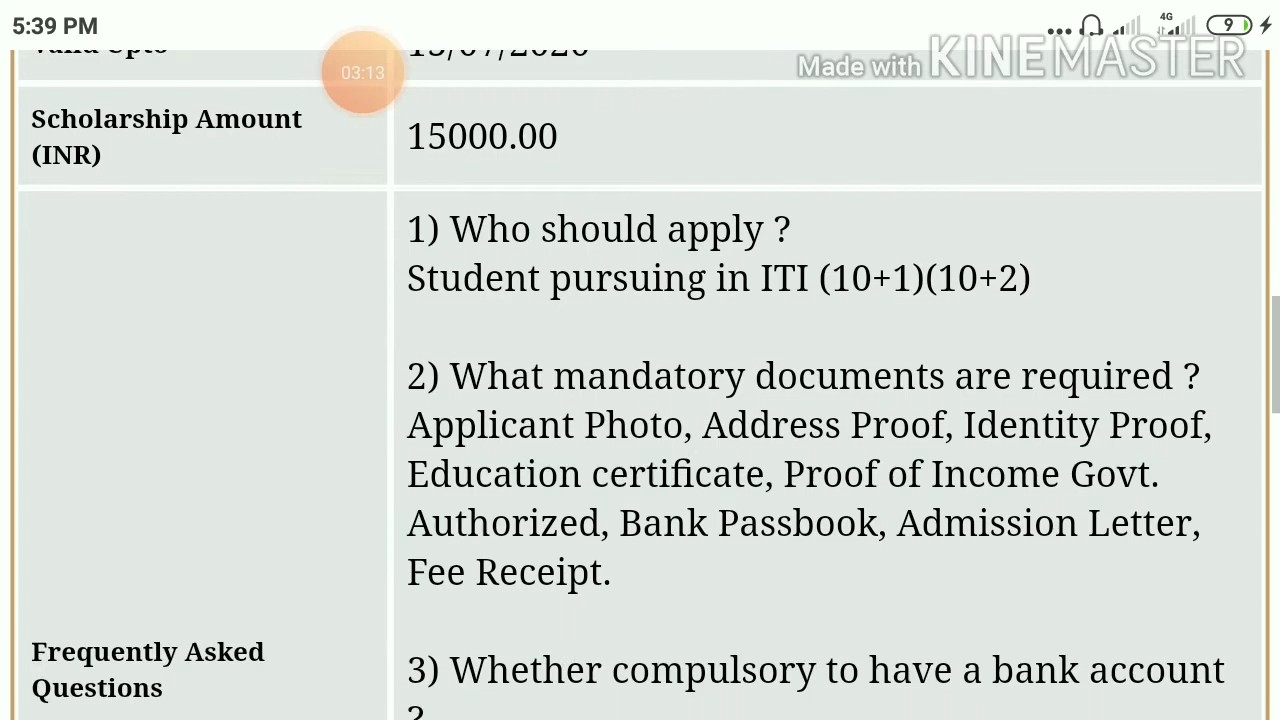 5:39 PM
4G
9
03:13
Made with KINEMASTER
Scholarship Amount
(INR)
15000.00
1) Who should apply ?
Student pursuing in ITI (10+1)(10+2)
2) What mandatory documents are required ?
Applicant Photo, Address Proof, Identity Proof,
Education certificate, Proof of Income Govt.
Authorized, Bank Passbook, Admission Letter,
Fee Receipt.
Frequently Asked
Questions
3) Whether compulsory to have a bank account
?